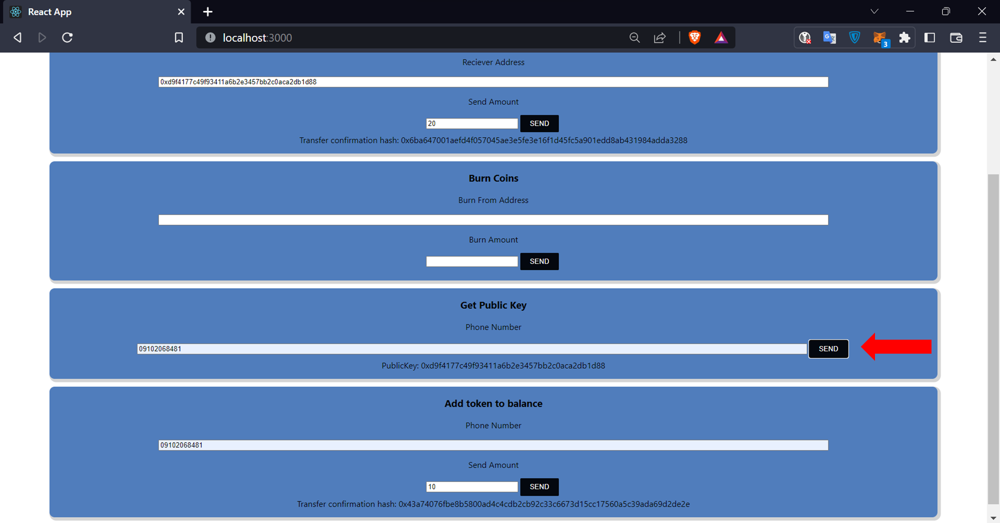 React App
localhost:3000
3
Reciever Address
0xd9f4177c49f93411a6b2e3457bb2c0aca2db1d88
Send Amount
20 SEND
Transfer confirmation hash: 0x6ba647001aefd4f057045ae3e5fe3e16f1d45fc5a901edd8ab431984adda3288
Burn Coins
Burn From Address
Burn Amount
SEND
Get Public Key
Phone Number
09102068481 SEND
PublicKey: 0xd9f4177c49f93411a6b2e3457bb2c0aca2db1d88
Add token to balance
Phone Number
09102068481
Send Amount
10 SEND
Transfer confirmation hash: 0x43a74076fbe8b5800ad4c4cdb2cb92c33c6673d15cc17560a5c39ada69d2de2e